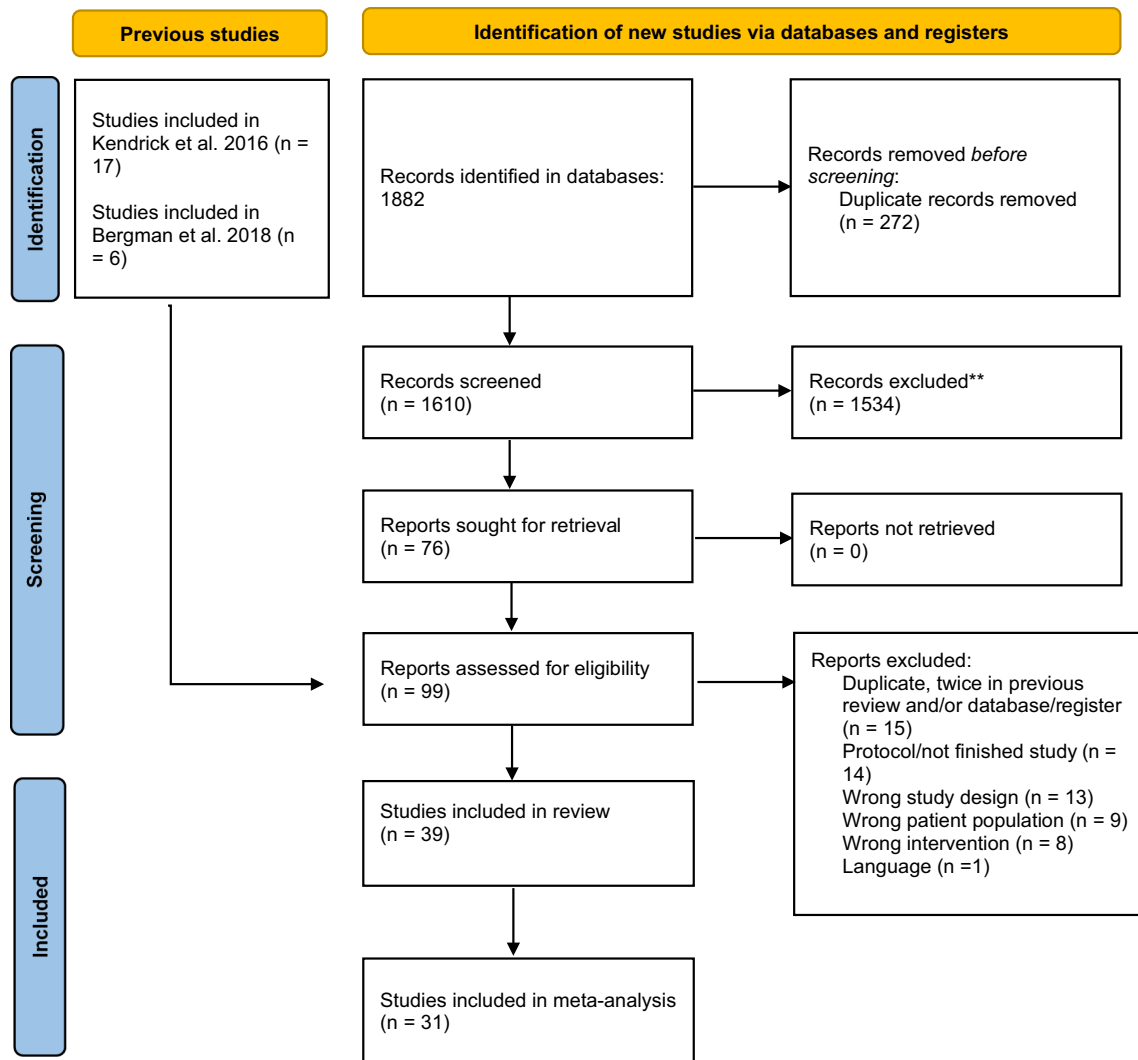 Previous studies
Identification of new studies via databases and registers
Identification
Studies included in
Kendrick et al. 2016 (n =
17)
Studies included in
Bergman et al. 2018 (n
= 6)
Records identified in databases:
1882
Records removed before
screening:
Duplicate records removed
(n = 272)
Screening
Records screened
(n = 1610)
Records excluded**
(n = 1534)
Reports sought for retrieval
(n = 76)
Reports not retrieved
(n = 0)
Reports assessed for eligibility
(n = 99)
Reports excluded:
Duplicate, twice in previous
review and/or database/register
(n = 15)
Protocol/not finished study (n =
14)
Wrong study design (n = 13)
Wrong patient population (n = 9)
Wrong intervention (n = 8)
Language (n =1)
Included
Studies included in review
(n = 39)
Studies included in meta-analysis
(n = 31)